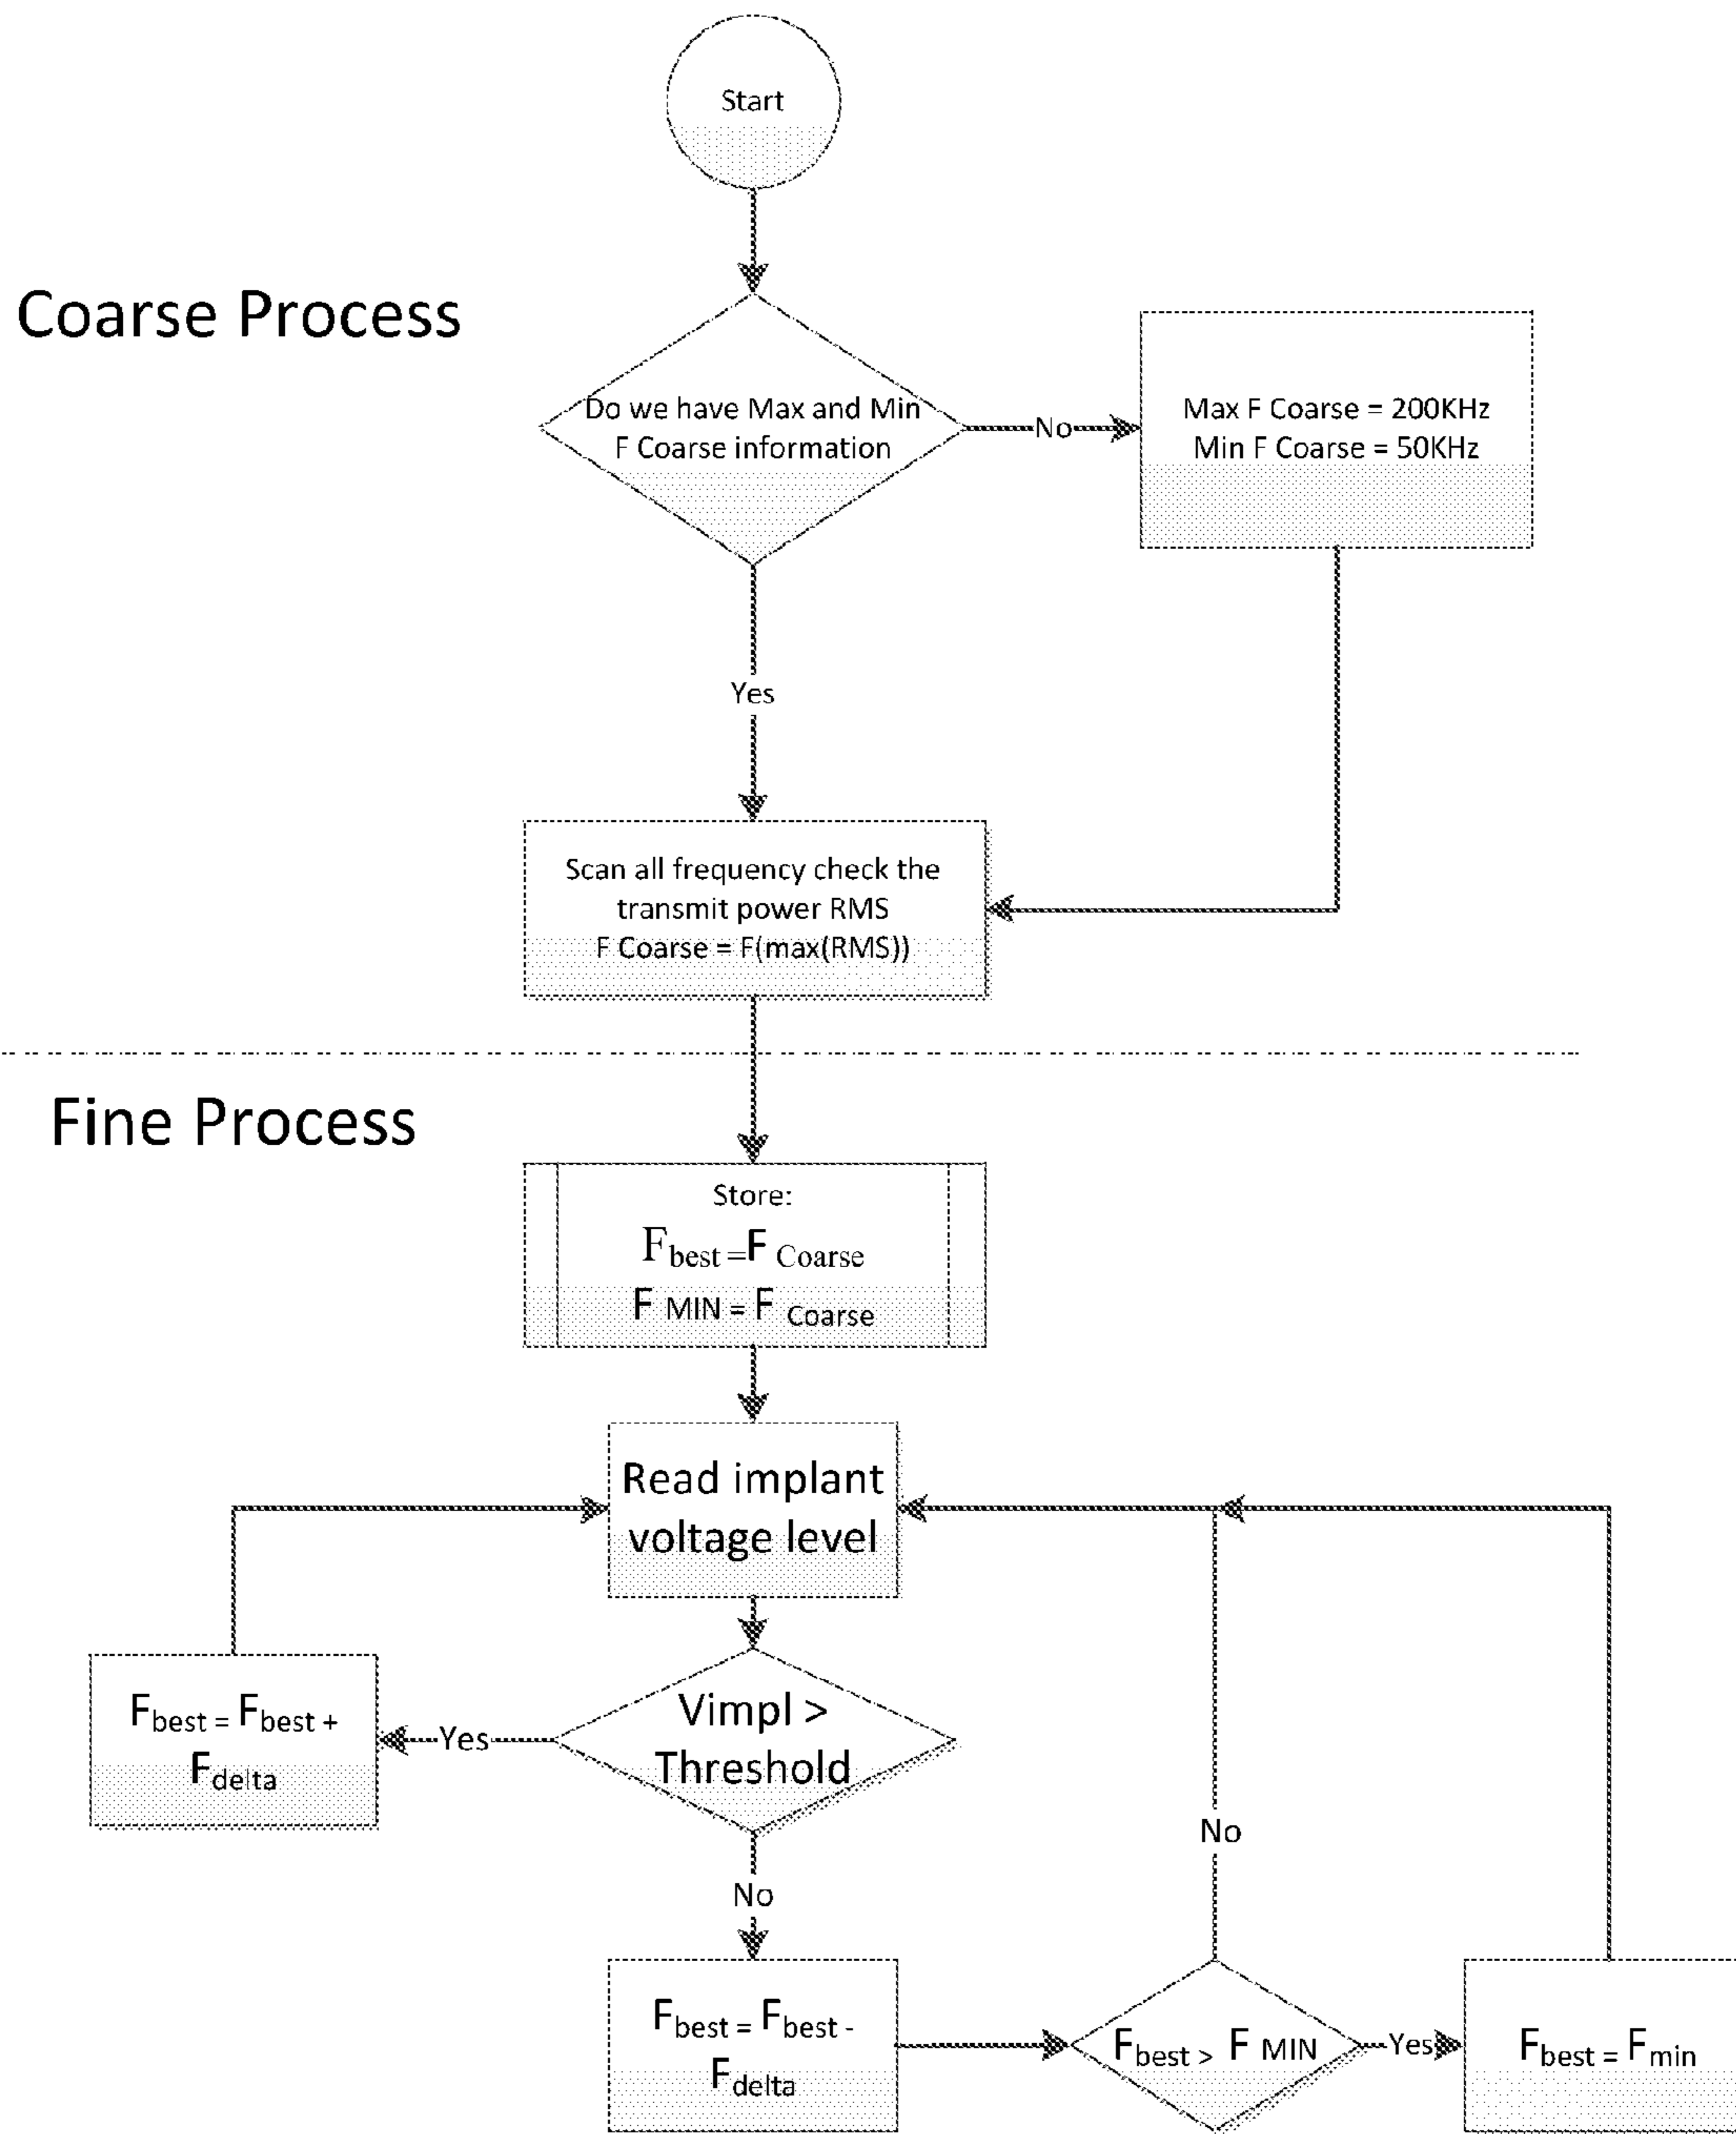 Start
Coarse Process
Do we have Max and Min
F Coarse information
No
Max F Coarse = 200KHz
Min F Coarse = 50KHz
Yes
Scan all frequency check the
transmit power RMS
F Coarse = F(max(RMS))
Fine Process
Store:
Fbest =F Coarse
F MIN = F Coarse
Read implant
voltage level
Fbest = Fbest +
Fdelta
Yes
Vimpl >
Threshold
No
No
Fbest = Fbest -
Fdelta
Fbest > F MIN
Yes
Fbest = Fmin